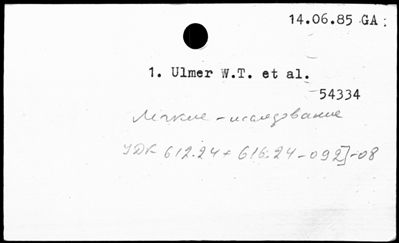 14.06.85 GA:
1. Ulmer W.T. et al.
54334
Легкие - исследование
УДК 612.24 + 616.24-092]-08